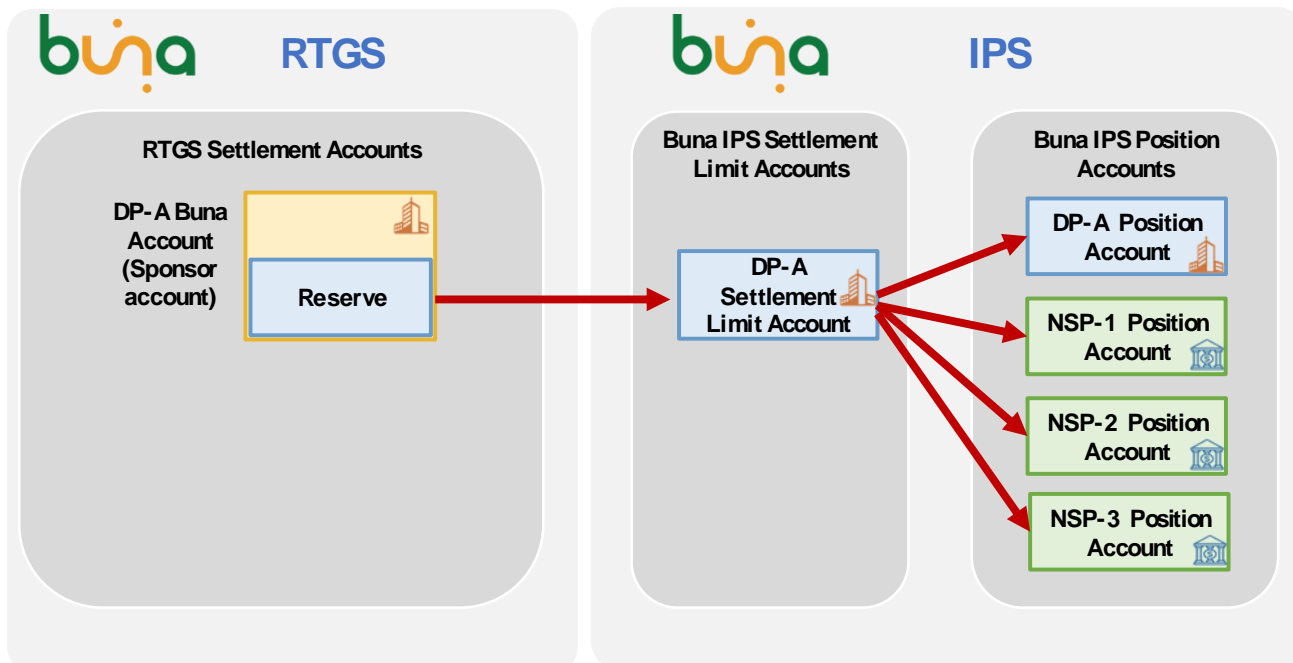 buna
RTGS
RTGS Settlement Accounts
DP-A Buna
Account
(Sponsor
account)
Reserve
buna
IPS
Buna IPS Settlement
Limit Accounts
DP-A
Settlement
Limit Account
Buna IPS Position
Accounts
DP-A Position
Account
NSP-1 Position
Account
NSP-2 Position
Account
NSP-3 Position
Account